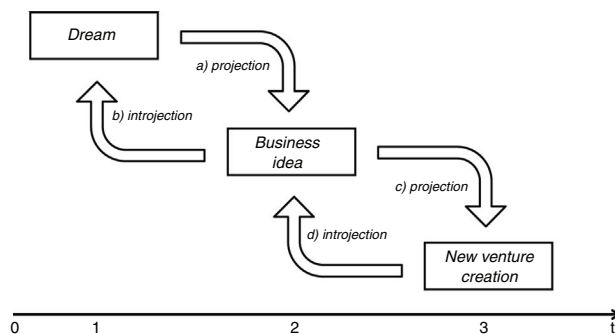 Dream
a) projection
b) introjection
Business
idea
c) projection
d) introjection
New venture
creation
0 1 2 3 t